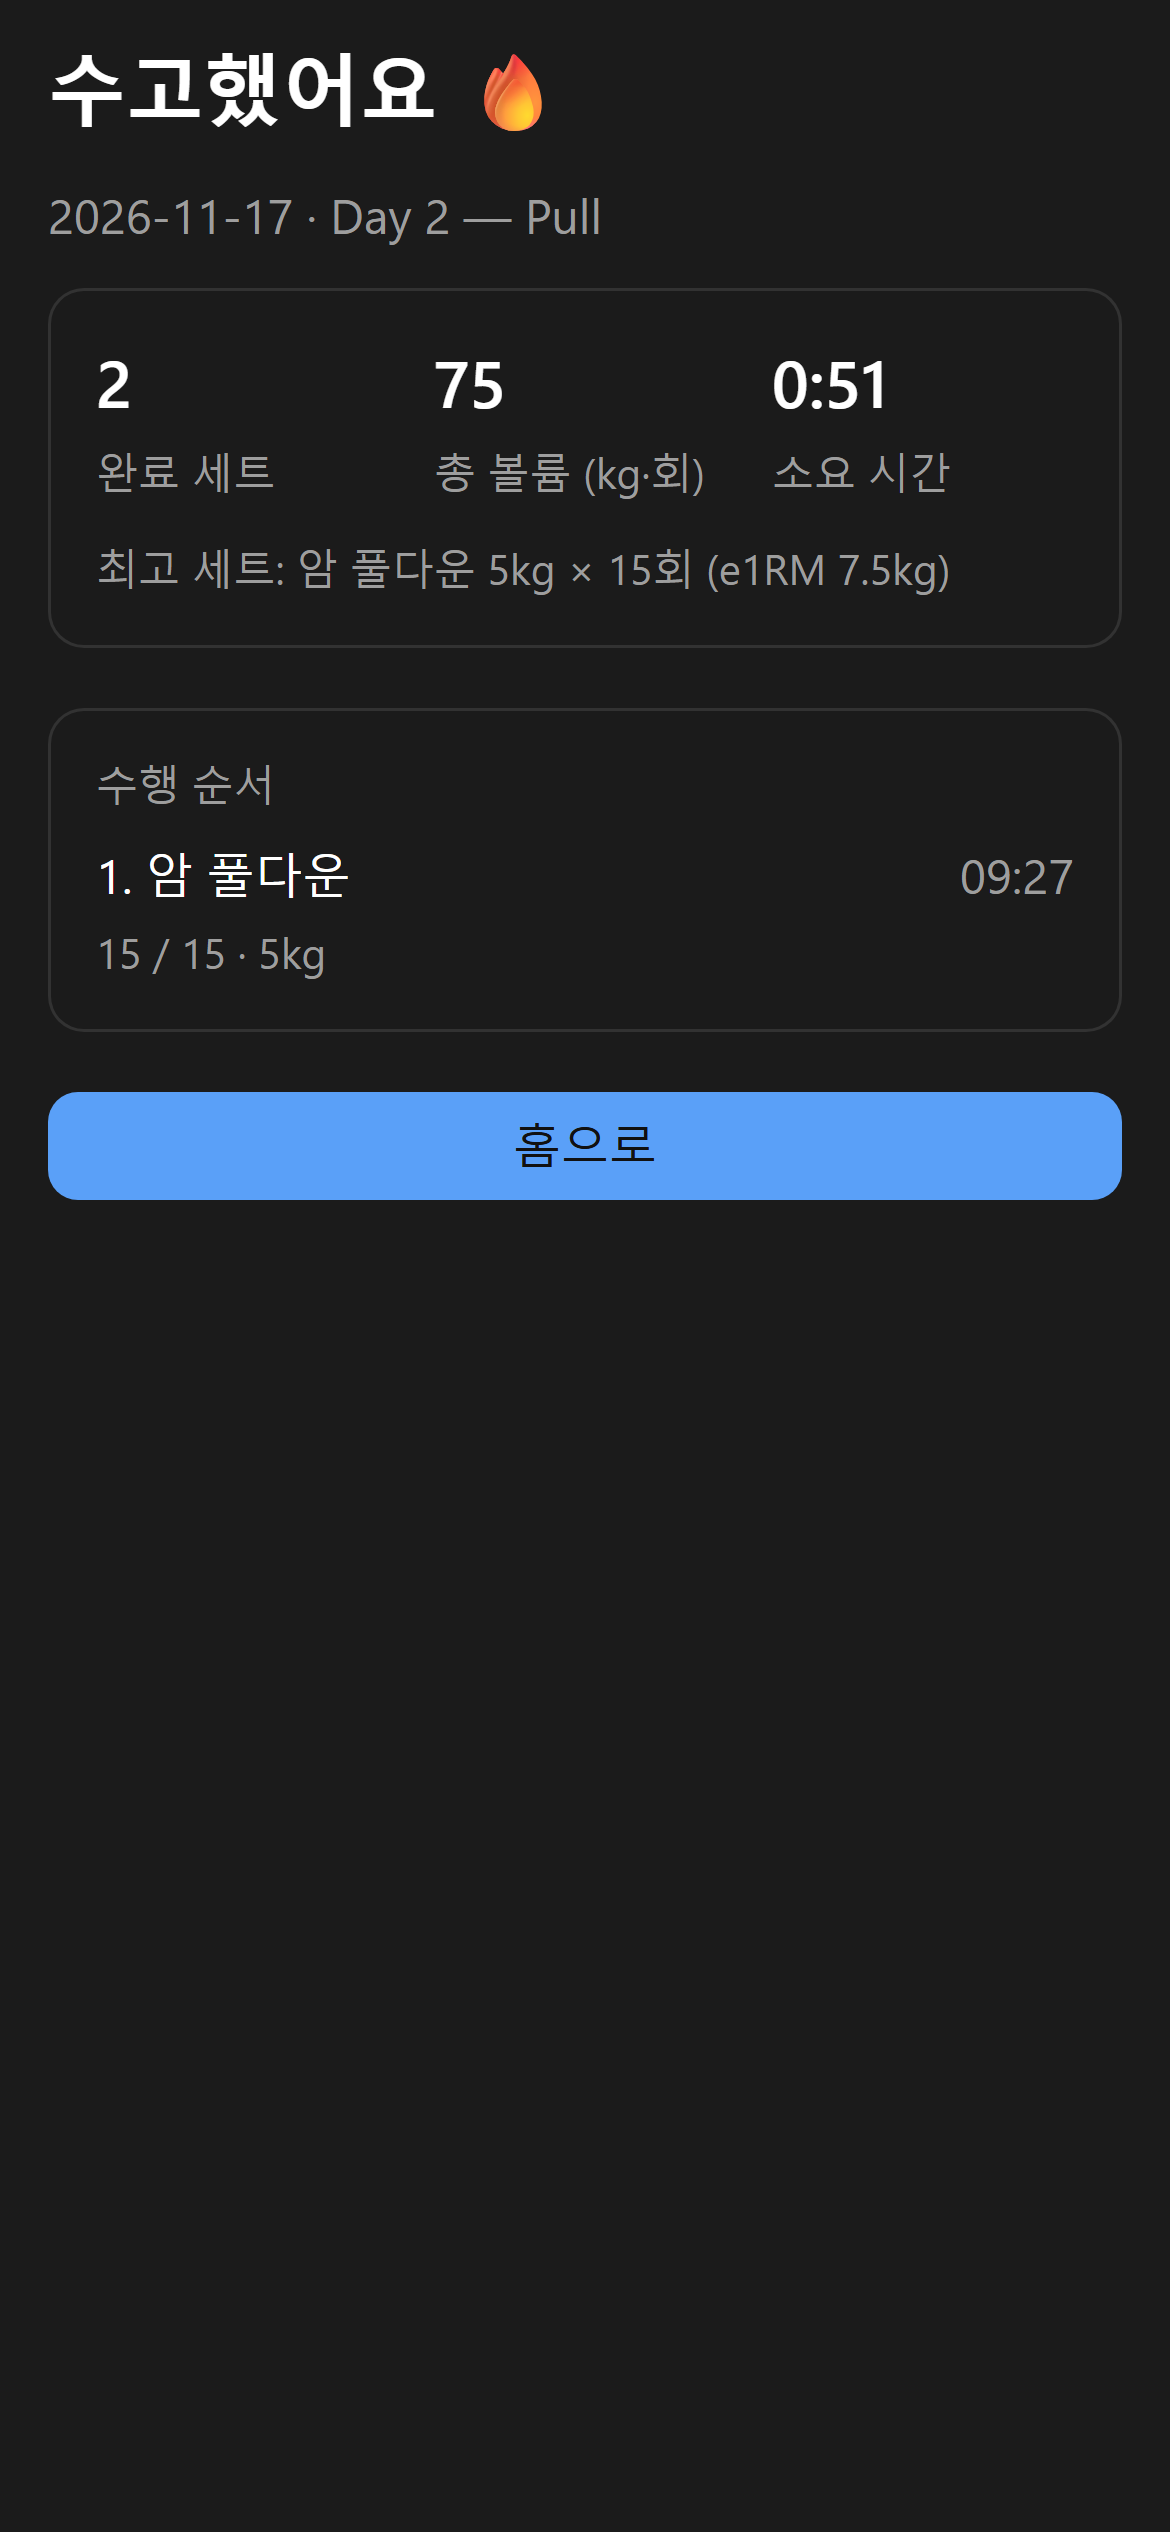 수고했어요 🔥
2026-11-17 · Day 2 — Pull
2 75 0:51
완료 세트 총 볼륨 (kg·회) 소요 시간
최고 세트: 암 풀다운 5kg × 15회 (e1RM 7.5kg)
수행 순서
1. 암 풀다운 09:27
15 / 15 · 5kg
홈으로